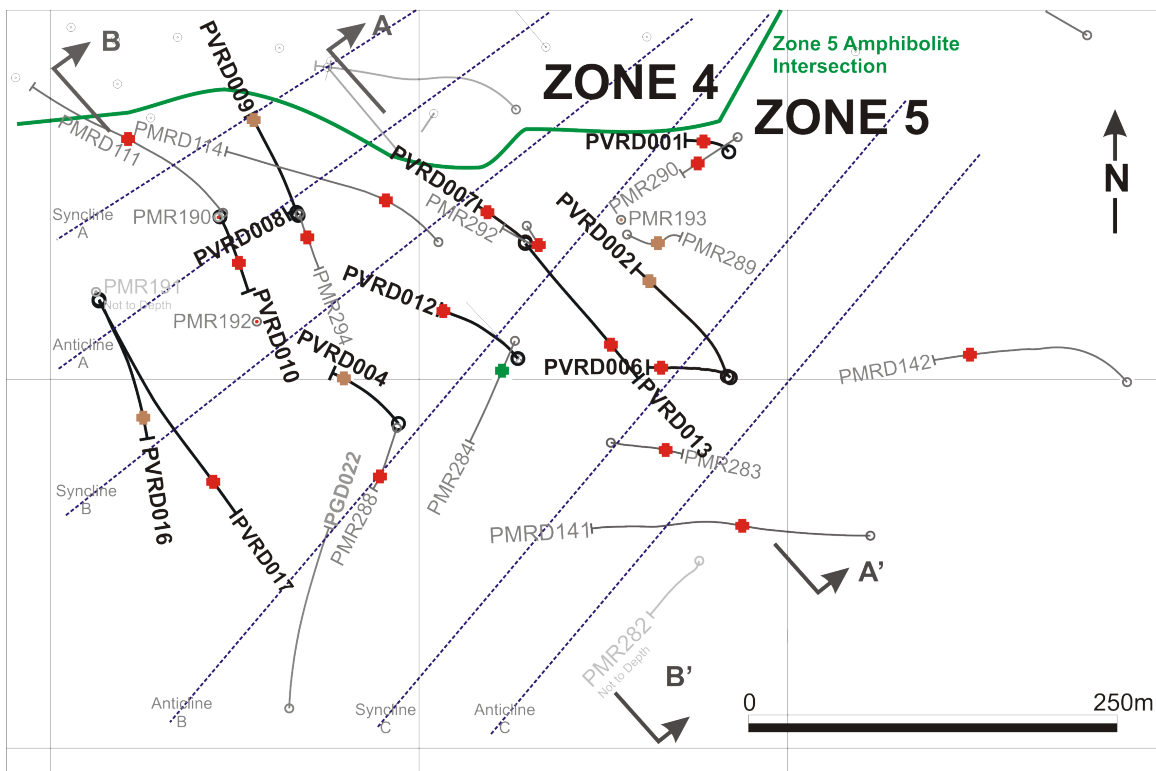 B
A
PVRD009
ZONE 4
Zone 5 Amphibolite
Intersection
ZONE 5
PMRD111
PMRD114
PVRD001
PMR290
N
PVRD007
PMR292
PMR193
PVRD002
PMR289
Syncline
A
PMR190
PVRD008
PMR191
Not to Depth
PMR294
PVRD012
PMR192
PVRD010
PVRD004
Anticline
A
PVRD006
PMRD142
PVRD013
PMR284
PMR283
PGD022
PMR288
Syncline
B
PVRD016
PVRD017
PMRD141
A’
PMR282
Not to Depth
B’
Anticline
B
Syncline
C
Anticline
C
0
250m